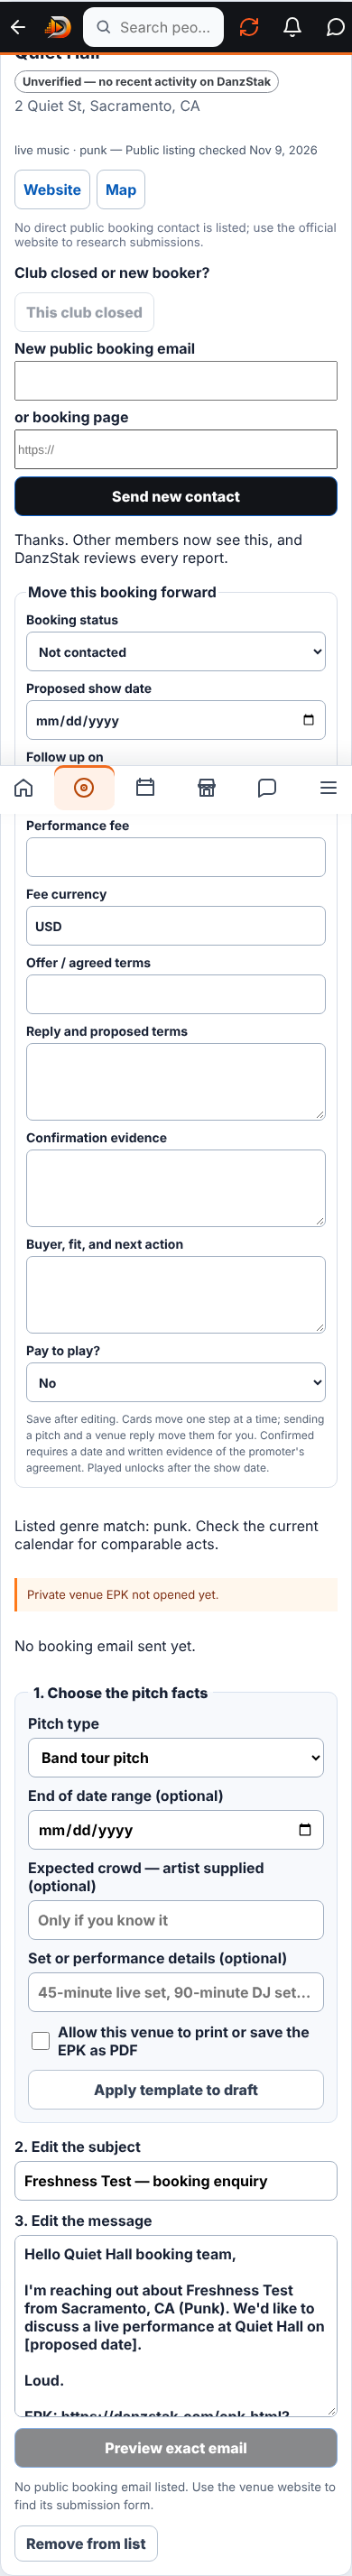 Search peo...
Quiet Hall
Unverified — no recent activity on DanzStak
2 Quiet St, Sacramento, CA
live music · punk — Public listing checked Nov 9, 2026
Website Map
No direct public booking contact is listed; use the official
website to research submissions.
Club closed or new booker?
This club closed
New public booking email
or booking page
https://
Send new contact
Thanks. Other members now see this, and
DanzStak reviews every report.
Move this booking forward
Booking status
Not contacted
Proposed show date
mm/dd/yyyy
Follow up on
Performance fee
Fee currency
USD
Offer / agreed terms
Reply and proposed terms
Confirmation evidence
Buyer, fit, and next action
Pay to play?
No
Save after editing. Cards move one step at a time; sending
a pitch and a venue reply move them for you. Confirmed
requires a date and written evidence of the promoter's
agreement. Played unlocks after the show date.
Listed genre match: punk. Check the current
calendar for comparable acts.
Private venue EPK not opened yet.
No booking email sent yet.
1. Choose the pitch facts
Pitch type
Band tour pitch
End of date range (optional)
mm/dd/yyyy
Expected crowd — artist supplied
(optional)
Only if you know it
Set or performance details (optional)
45-minute live set, 90-minute DJ set...
Allow this venue to print or save the
EPK as PDF
Apply template to draft
2. Edit the subject
Freshness Test — booking enquiry
3. Edit the message
Hello Quiet Hall booking team,
I'm reaching out about Freshness Test
from Sacramento, CA (Punk). We'd like to
discuss a live performance at Quiet Hall on
[proposed date].
Loud.
EPK: https://danzstak.com/epk.html?
Preview exact email
No public booking email listed. Use the venue website to
find its submission form.
Remove from list